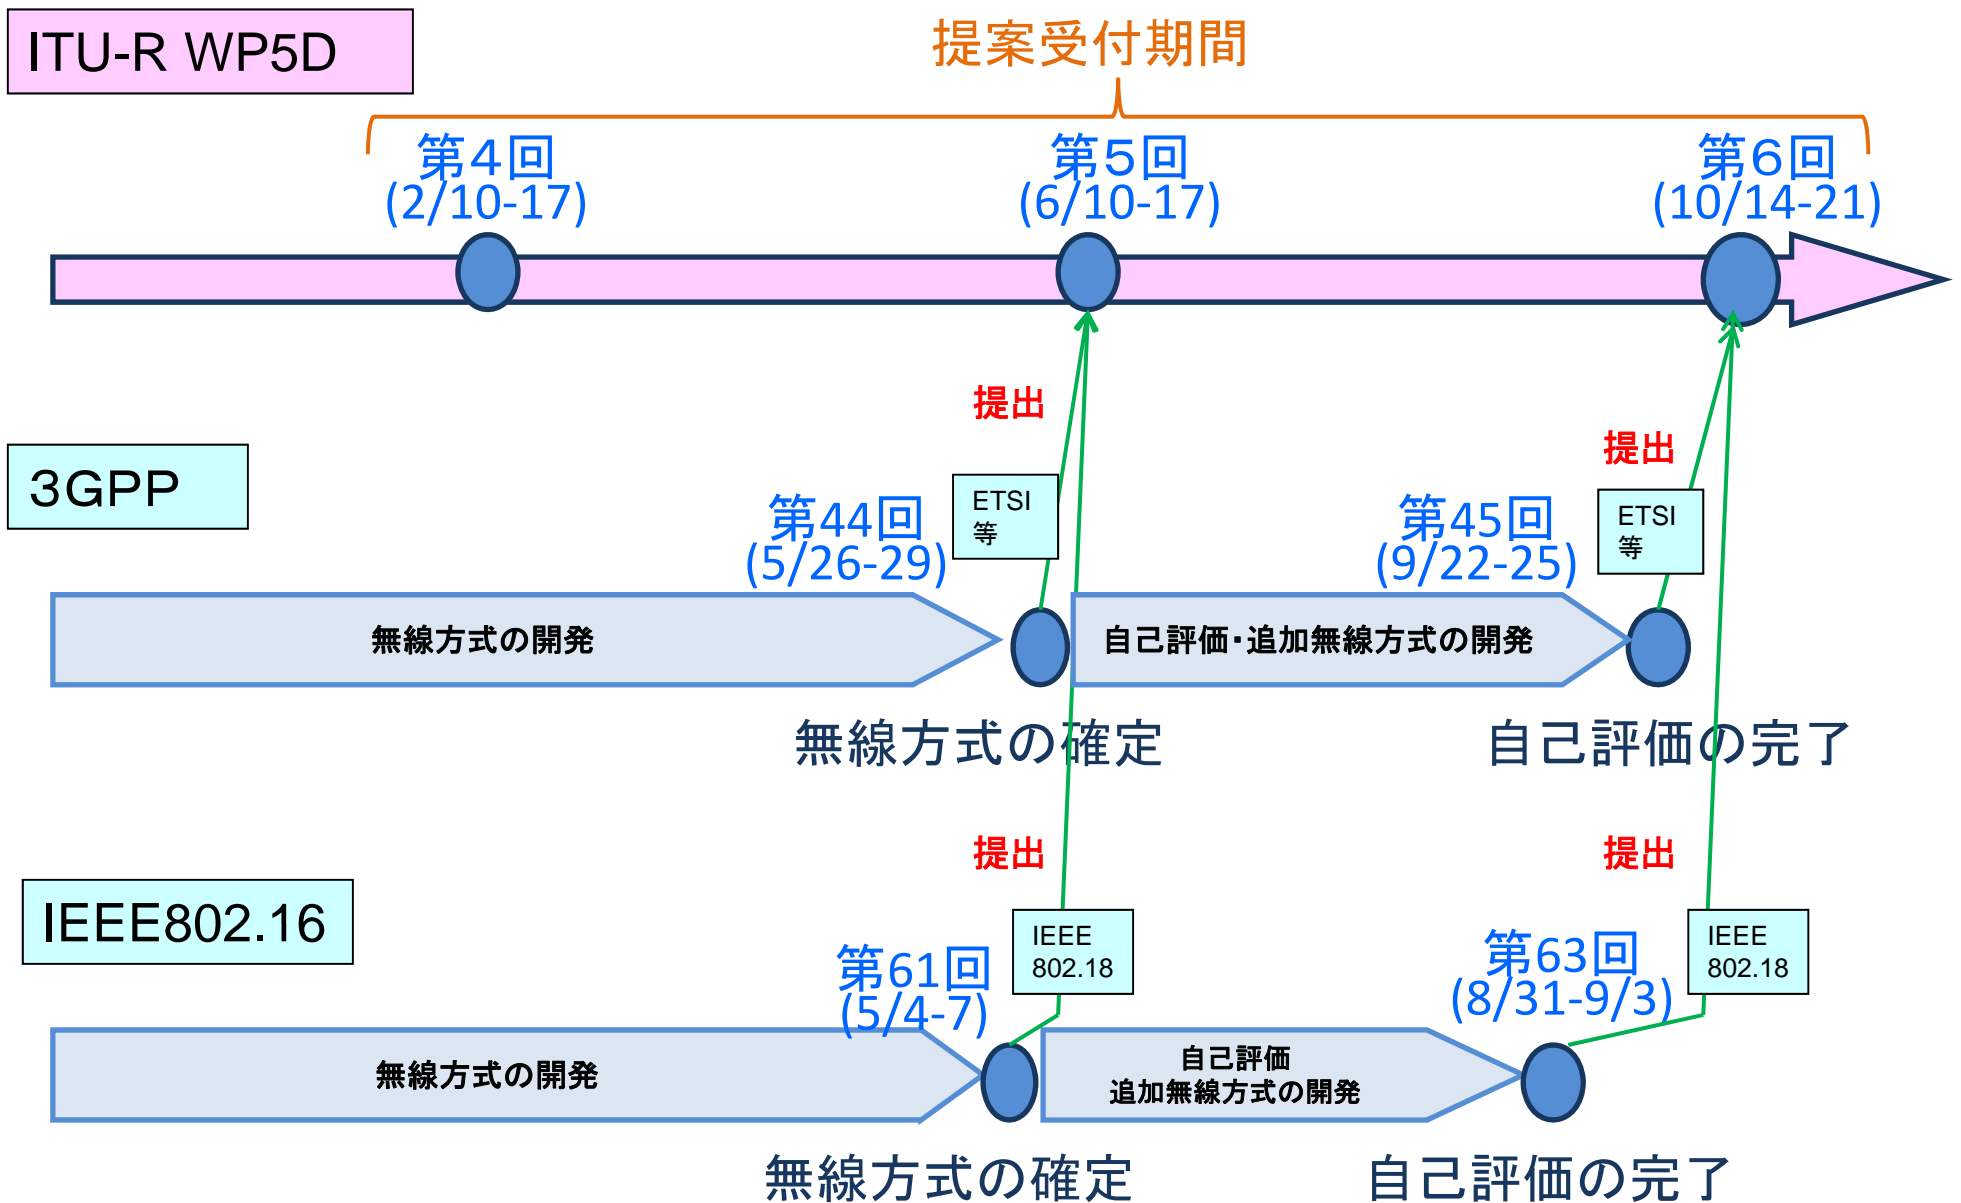 ITU-R WP5D
提案受付期間
第４回
(2/10-17)
第５回
(6/10-17)
第６回
(10/14-21)
提出
提出
3GPP
第44回
(5/26-29)
ETSI
等
第45回
(9/22-25)
ETSI
等
無線方式の開発
自己評価・追加無線方式の開発
無線方式の確定
自己評価の完了
提出
提出
IEEE802.16
第61回
(5/4-7)
IEEE
802.18
第63回
(8/31-9/3)
IEEE
802.18
無線方式の開発
自己評価
追加無線方式の開発
無線方式の確定
自己評価の完了